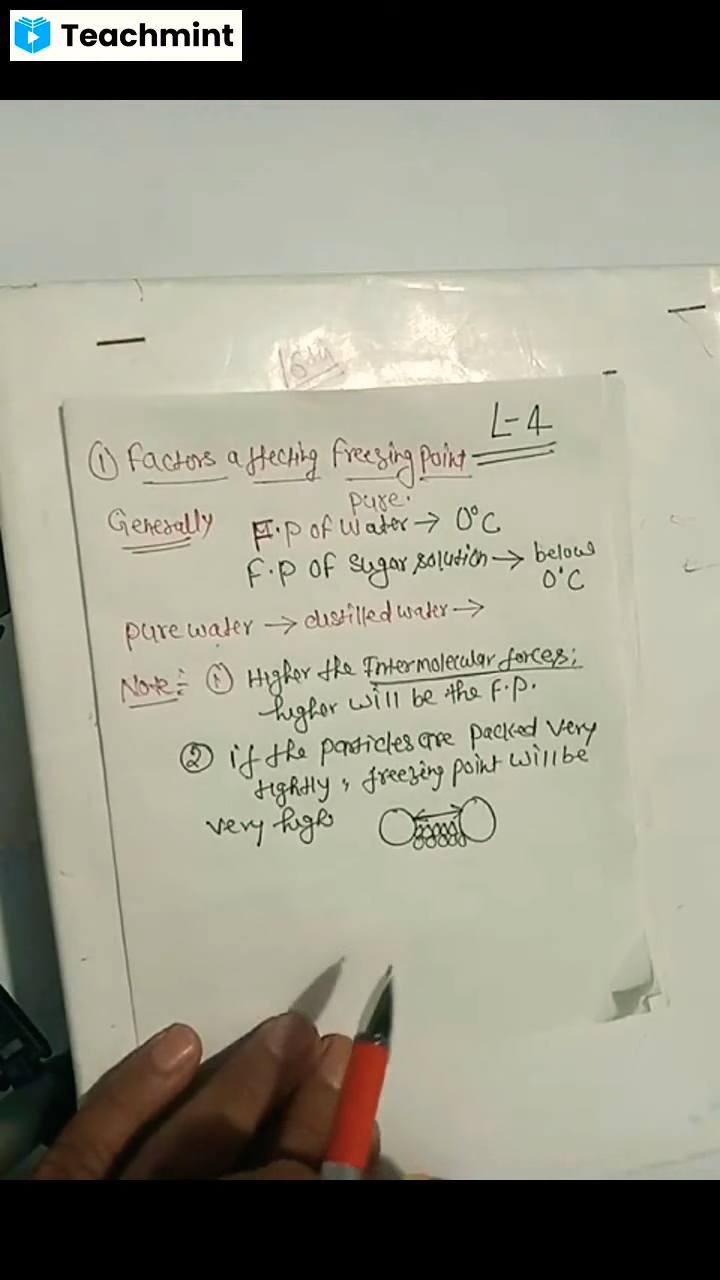 Teachmint
16th
L-4
① Factors affecting freezing point
pure.
Generally F.P of water → 0°C
F.P OF sugar solution → below
0°C
pure water → distilled water →
Note:- ① Higher the Intermolecular forces;
higher will be the F.P.
② if the particles are packed very
tightly, freezing point will be
very high